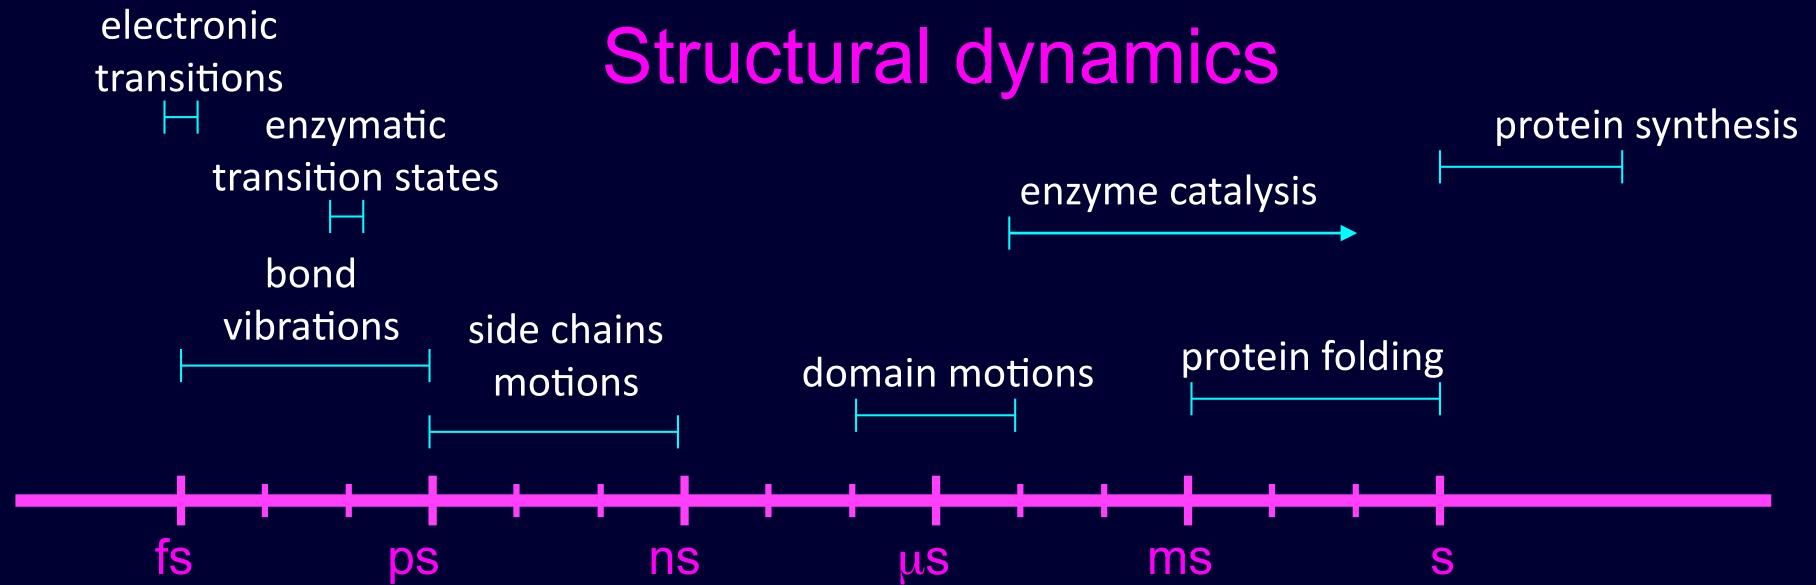 electronic
transitions
Structural dynamics
enzymatic
transition states
protein synthesis
enzyme catalysis
bond
vibrations
side chains
motions
domain motions
protein folding
fs ps ns μs ms s